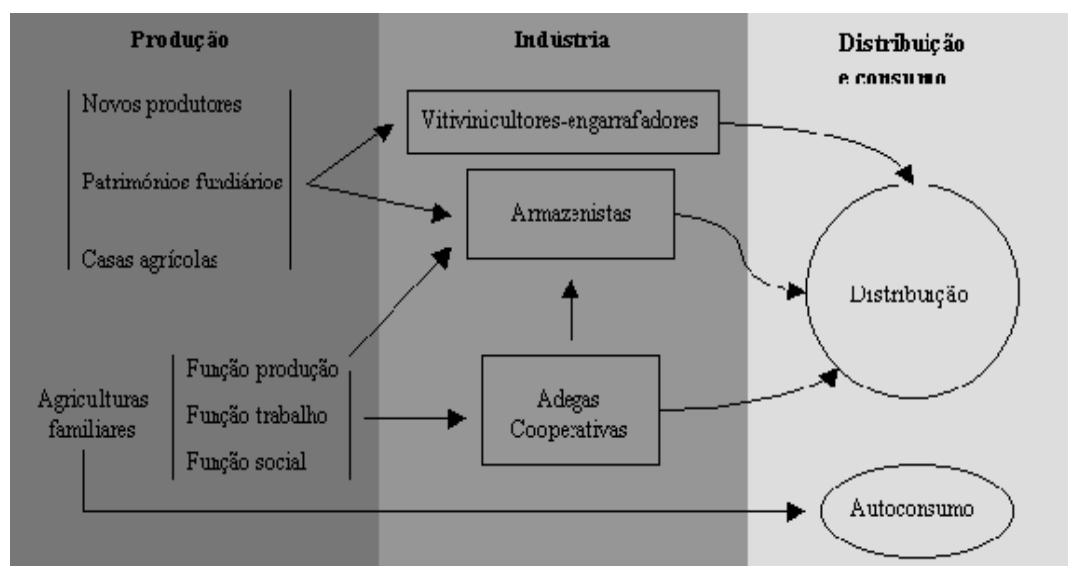 Produção
Indústria
Distribuição
e consumo
Novos produtores
Patrimónios fundiários
Casas agrícolas
Vitivinicultores-engarrafadores
Armazenistas
Distribuição
Agriculturas
familiares
Função produção
Função trabalho
Função social
Adegas
Cooperativas
Autoconsumo